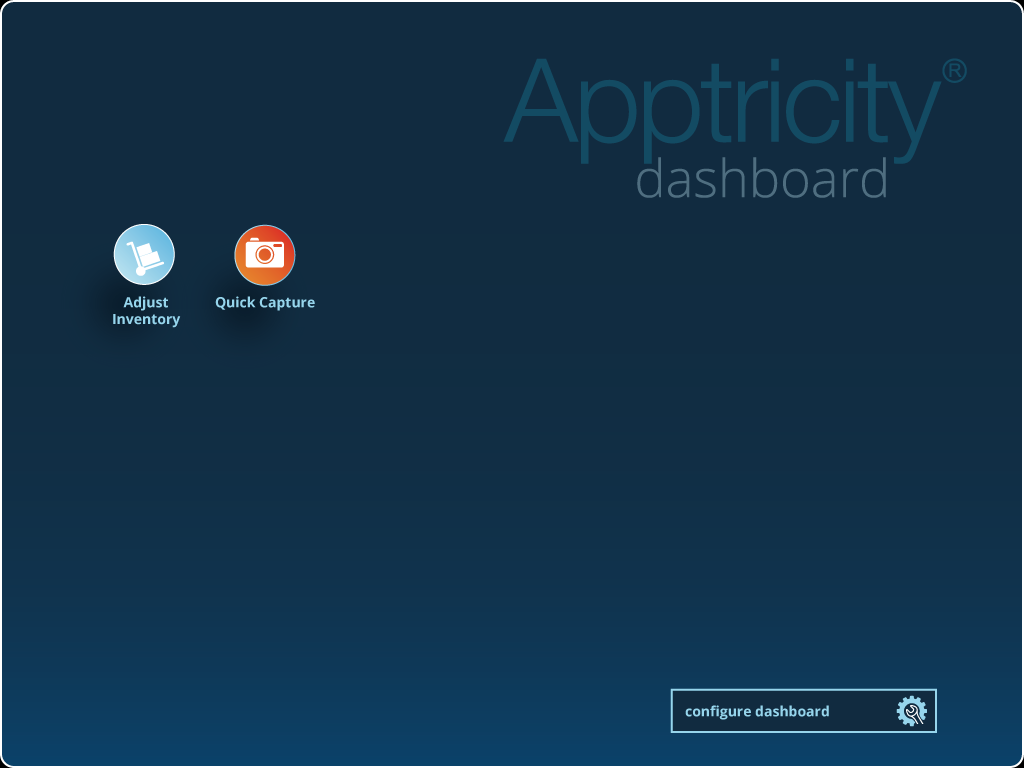 Apptricity®
dashboard
Adjust
Inventory
Quick Capture
configure dashboard